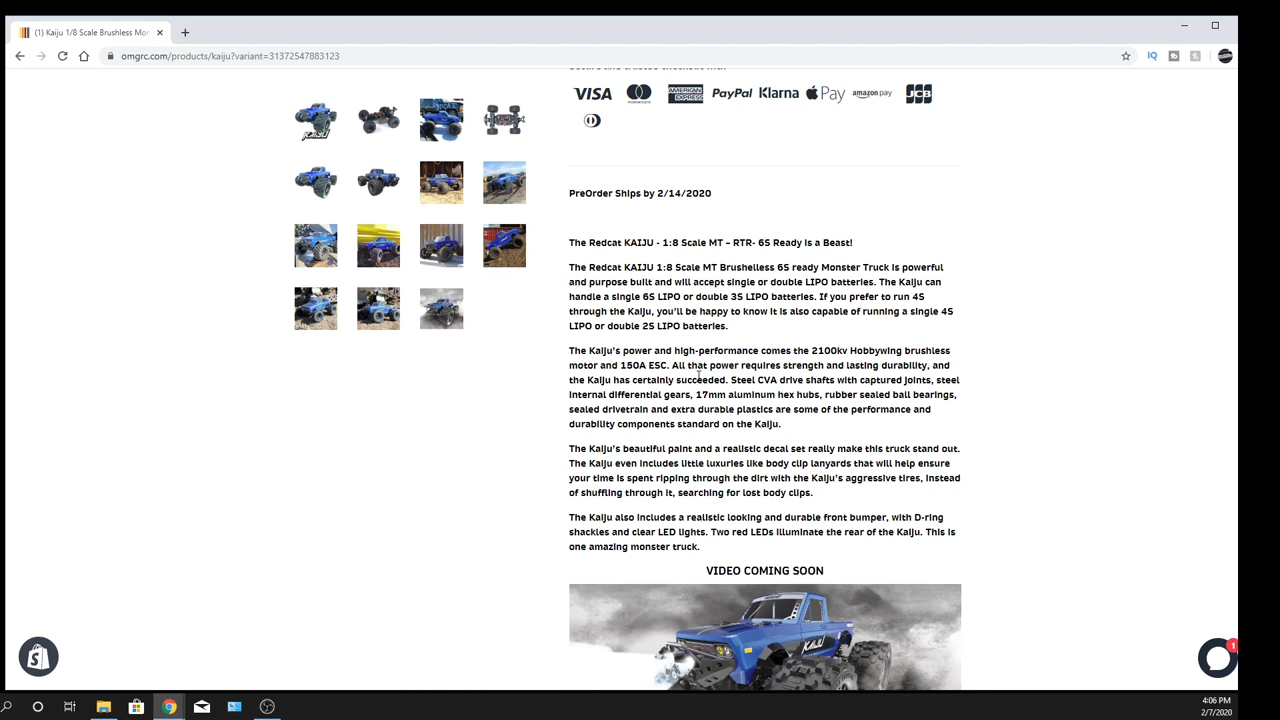 (1) Kaiju 1/8 Scale Brushless Mon
omgrc.com/products/kaiju?variant=31372547883123
IQ
VISA
AMERICAN EXPRESS
PayPal
Klarna
Pay
amazon pay
JCB
KAIJU
PreOrder Ships by 2/14/2020
The Redcat KAIJU - 1:8 Scale MT – RTR- 6S Ready is a Beast!
The Redcat KAIJU 1:8 Scale MT Brushelless 6S ready Monster Truck is powerful
and purpose built and will accept single or double LIPO batteries. The Kaiju can
handle a single 6S LIPO or double 3S LIPO batteries. If you prefer to run 4S
through the Kaiju, you'll be happy to know it is also capable of running a single 4S
LIPO or double 2S LIPO batteries.
The Kaiju's power and high-performance comes the 2100kv Hobbywing brushless
motor and 150A ESC. All that power requires strength and lasting durability, and
the Kaiju has certainly succeeded. Steel CVA drive shafts with captured joints, steel
internal differential gears, 17mm aluminum hex hubs, rubber sealed ball bearings,
sealed drivetrain and extra durable plastics are some of the performance and
durability components standard on the Kaiju.
The Kaiju's beautiful paint and a realistic decal set really make this truck stand out.
The Kaiju even includes little luxuries like body clip lanyards that will help ensure
your time is spent ripping through the dirt with the Kaiju's aggressive tires, instead
of shuffling through it, searching for lost body clips.
The Kaiju also includes a realistic looking and durable front bumper, with D-ring
shackles and clear LED lights. Two red LEDs illuminate the rear of the Kaiju. This is
one amazing monster truck.
VIDEO COMING SOON
KAIJU
1
4:06 PM
2/7/2020